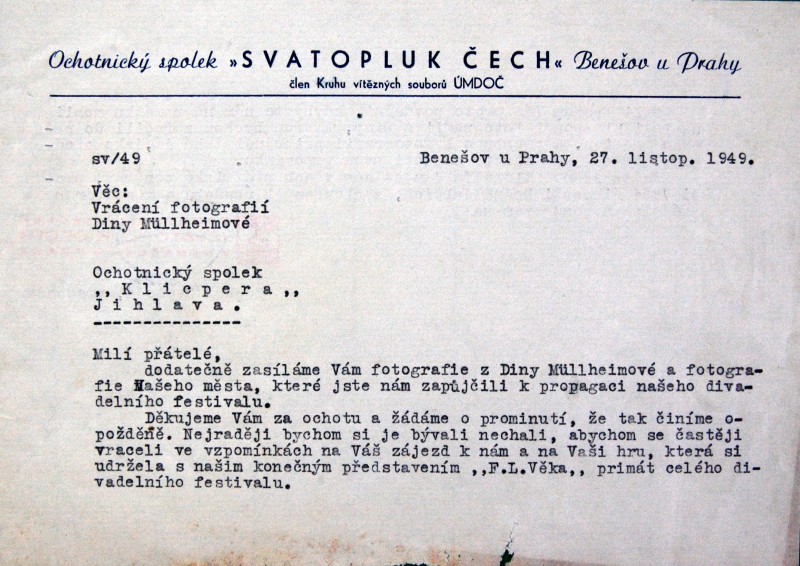 Ochotnický spolek »SVATOPLUK ČECH« Benešov u Prahy
člen Kruhu vítězných souborů ÚMDOČ
sv/49 Benešov u Prahy, 27. listop. 1949.
Věc:
Vrácení fotografií
Diny Müllheimové
Ochotnický spolek
,,K l i c p e r a ,,
J i h l a v a .
---------------
Milí přátelé,
dodatečně zasíláme Vám fotografie z Diny Müllheimové a fotogra-
fie Našeho města, které jste nám zapůjčili k propagaci našeho diva-
delního festivalu.
Děkujeme Vám za ochotu a žádáme o prominutí, že tak činíme o-
požděně. Nejraději bychom si je bývali nechali, abychom se častěji
vraceli ve vzpomínkách na Váš zájezd k nám a na Vaši hru, která si
udržela s naším konečným představením ,,F.L.Věka,, primát celého di-
vadelního festivalu.